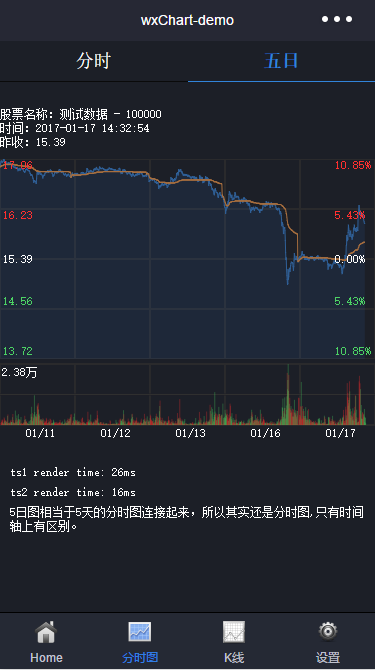 wxChart-demo
分时 五日
股票名称: 测试数据 - 100000
时间: 2017-01-17 14:32:54
昨收: 15.39
17.06 10.85%
16.23 5.43%
15.39 0.00%
14.56 5.43%
13.72 10.85%
2.38万
01/11 01/12 01/13 01/16 01/17
ts1 render time: 26ms
ts2 render time: 16ms
5日图相当于5天的分时图连接起来，所以其实还是分时图,只有时间
轴上有区别。
Home 分时图 K线 设置